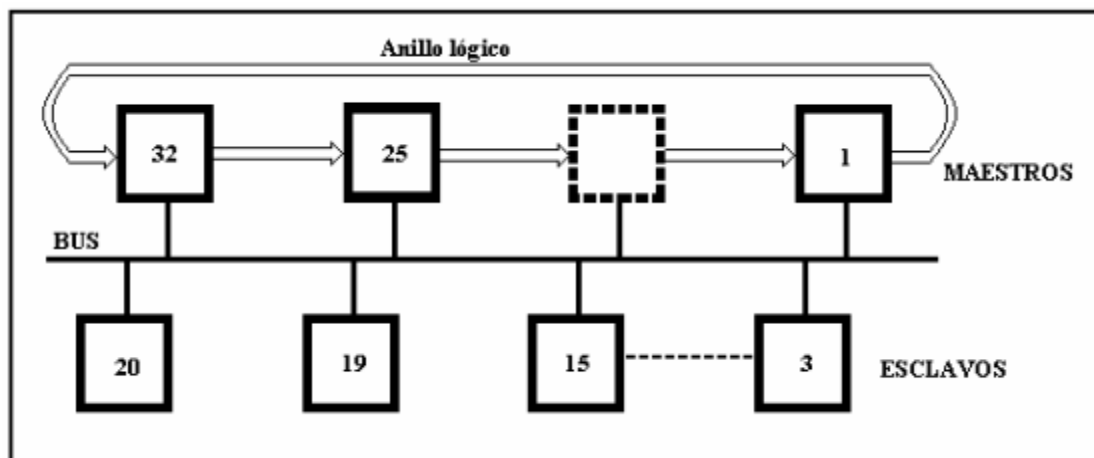 Anillo lógico
32
25
1
MAESTROS
BUS
20
19
15
3
ESCLAVOS